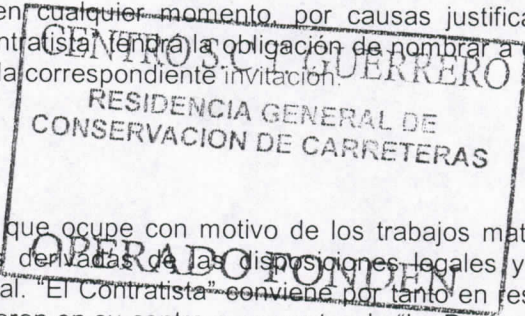 en cualquier momento, por causas justifica
ntratista tendrá la obligación de nombrar a
la correspondiente invitación.
CENTRO S.C.T. GUERRERO
RESIDENCIA GENERAL DE
CONSERVACION DE CARRETERAS
OPERADO FONDEN
que ocupe con motivo de los trabajos mat
s derivadas de las disposiciones legales y
al. "El Contratista" conviene por tanto en res